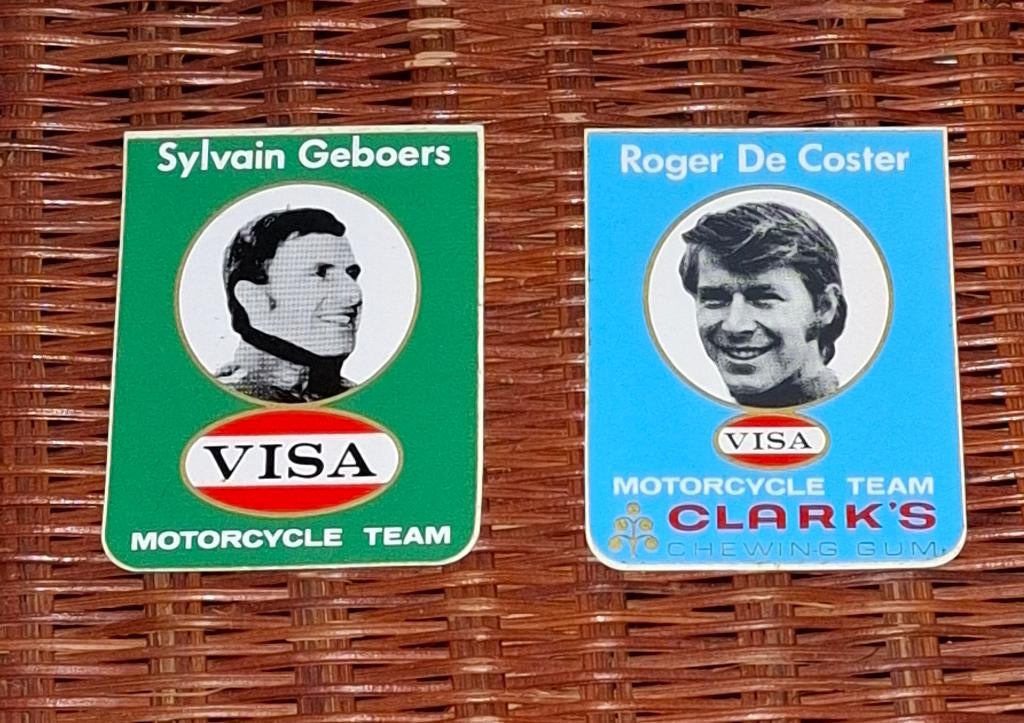 Sylvain Geboers
VISA
MOTORCYCLE TEAM
Roger De Coster
VISA
MOTORCYCLE TEAM
CLARK'S
CHEWING GUM